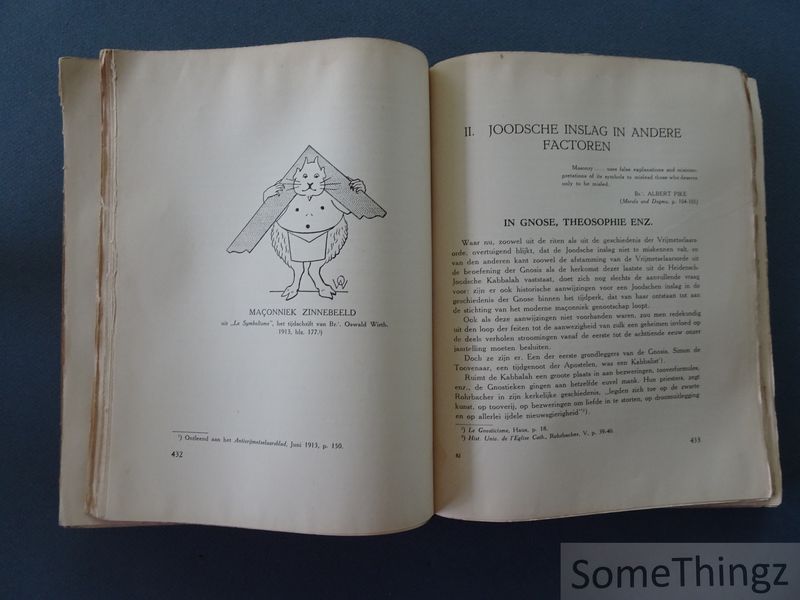 MAÇONNIEK ZINNEBEELD
uit „Le Symbolisme", het tijdschrift van Br∴ Oswald Wirth.
1913, blz. 177.¹)
¹) Ontleend aan het Antivrijmetselaarsblad, Juni 1913, p. 150.
432
II. JOODSCHE INSLAG IN ANDERE
FACTOREN
Masonry .... uses false explanations and misinter-
pretations of its symbols to mislead those who deserve
only to be misled.
Br∴ ALBERT PIKE
(Morals and Dogma, p. 104-105)
IN GNOSE, THEOSOPHIE ENZ.
Waar nu, zoowel uit de riten als uit de geschiedenis der Vrijmetselaars-
orde, overtuigend blijkt, dat de Joodsche inslag niet te miskennen valt, en
van den anderen kant zoowel de afstamming van de Vrijmetselaarsorde uit
de beoefening der Gnosis als de herkomst dezer laatste uit de Heidensch-
Joodsche Kabbalah vaststaat, doet zich nog slechts de aanvullende vraag
voor: zijn er ook historische aanwijzingen voor een Joodschen inslag in de
geschiedenis der Gnose binnen het tijdperk, dat van haar ontstaan tot aan
de stichting van het moderne maçonniek genootschap loopt.
Ook als deze aanwijzingen niet voorhanden waren, zou men redekundig
uit den loop der feiten tot de aanwezigheid van zulk een geheimen invloed op
de deels verholen stroomingen vanaf de eerste tot de achttiende eeuw onzer
jaartelling moeten besluiten.
Doch ze zijn er. Een der eerste grondleggers van de Gnosis, Simon de
Toovenaar, een tijdgenoot der Apostelen, was een Kabbalist¹).
Ruimt de Kabbalah een groote plaats in aan bezweringen, tooverformules,
enz., de Gnostieken gingen aan hetzelfde euvel mank. Hun priesters, zegt
Rohrbacher in zijn kerkelijke geschiedenis, „legden zich toe op de zwarte
kunst, op tooverij, op bezweringen om liefde in te storten, op droomuitlegging
en op allerlei ijdele nieuwsgierigheid"²).
¹) Le Gnosticisme, Haus, p. 18.
²) Hist. Univ. de l'Eglise Cath., Rohrbacher, V, p. 39-40.
433
SomeThingz